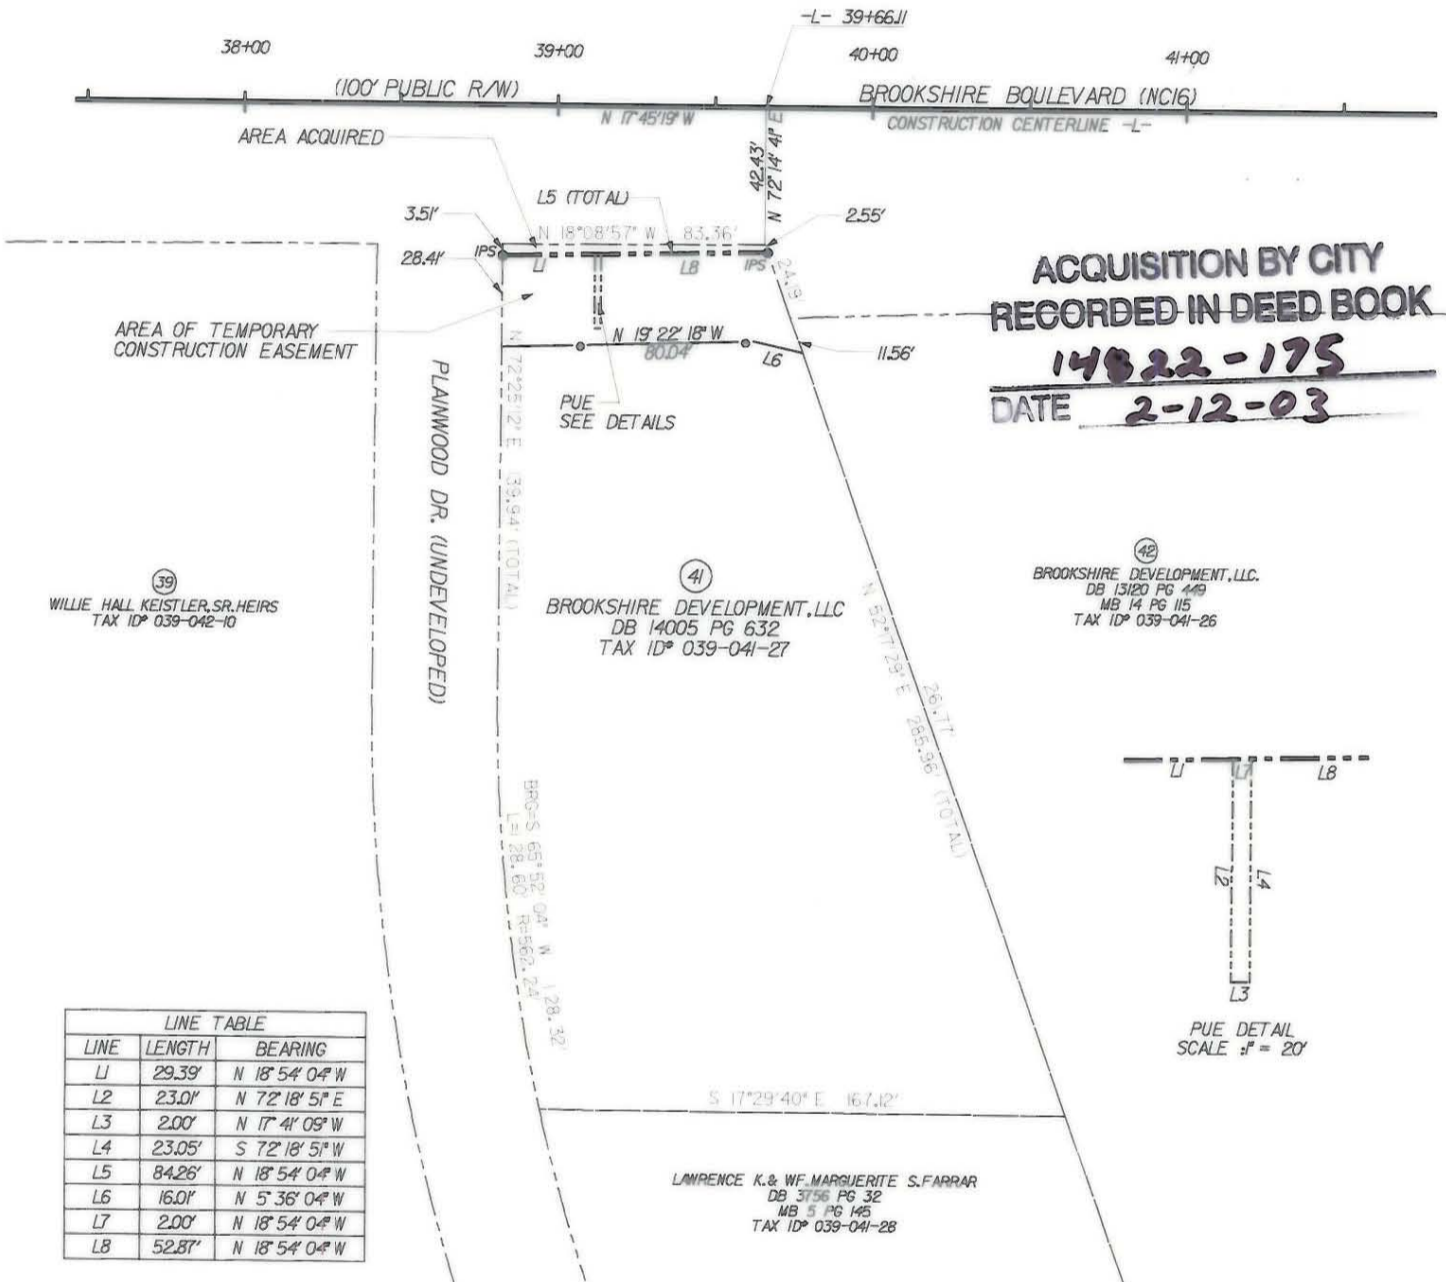 -L- 39+66.11
38+00
39+00
40+00
41+00
(100' PUBLIC R/W)
BROOKSHIRE BOULEVARD (NC16)
N 17°45'19" W
CONSTRUCTION CENTERLINE -L-
AREA ACQUIRED
42.43'
N 72°14'41" E
L5 (TOTAL)
3.51'
2.55'
N 18°08'57" W 83.36'
IPS
IPS
28.41'
L1
L8
24.19'
ACQUISITION BY CITY
RECORDED IN DEED BOOK
14822-175
DATE 2-12-03
AREA OF TEMPORARY
CONSTRUCTION EASEMENT
N 19°22'18" W
80.04'
L6
11.56'
PUE
SEE DETAILS
PLAINWOOD DR. (UNDEVELOPED)
N 72°25'12" E 139.94' (TOTAL)
39
WILLIE HALL KEISTLER,SR.HEIRS
TAX ID# 039-042-10
41
BROOKSHIRE DEVELOPMENT,LLC
DB 14005 PG 632
TAX ID# 039-041-27
42
BROOKSHIRE DEVELOPMENT,LLC.
DB 13120 PG 449
MB 14 PG 115
TAX ID# 039-041-26
N 52°17'29" E 285.96' (TOTAL)
261.77'
BRG=S 65°52'04" W 128.32'
L=128.60' R=562.24'
L1
L7
L8
L2
L4
L3
PUE DETAIL
SCALE :1" = 20'
LINE TABLE
LINE LENGTH BEARING
L1 29.39' N 18°54'04" W
L2 23.01' N 72°18'51" E
L3 2.00' N 17°41'09" W
L4 23.05' S 72°18'51" W
L5 84.26' N 18°54'04" W
L6 16.01' N 5°36'04" W
L7 2.00' N 18°54'04" W
L8 52.87' N 18°54'04" W
S 17°29'40" E 167.12'
LAWRENCE K.& WF.MARGUERITE S.FARRAR
DB 3756 PG 32
MB 5 PG 145
TAX ID# 039-041-28